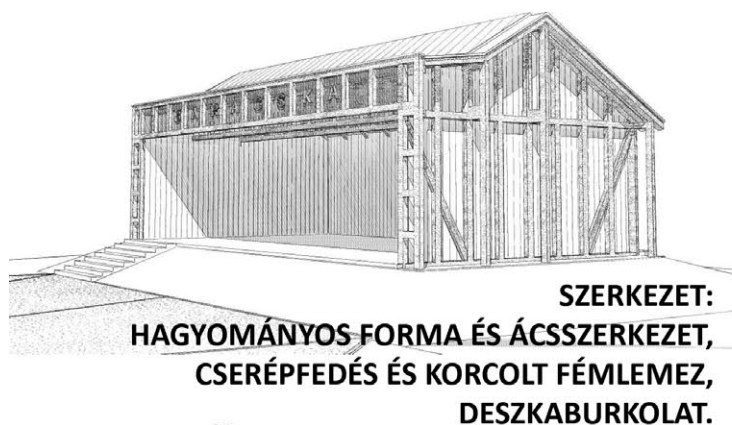 SZERKEZET:
HAGYOMÁNYOS FORMA ÉS ÁCSSZERKEZET,
CSERÉPFEDÉS ÉS KORCOLT FÉMLEMEZ,
DESZKABURKOLAT.